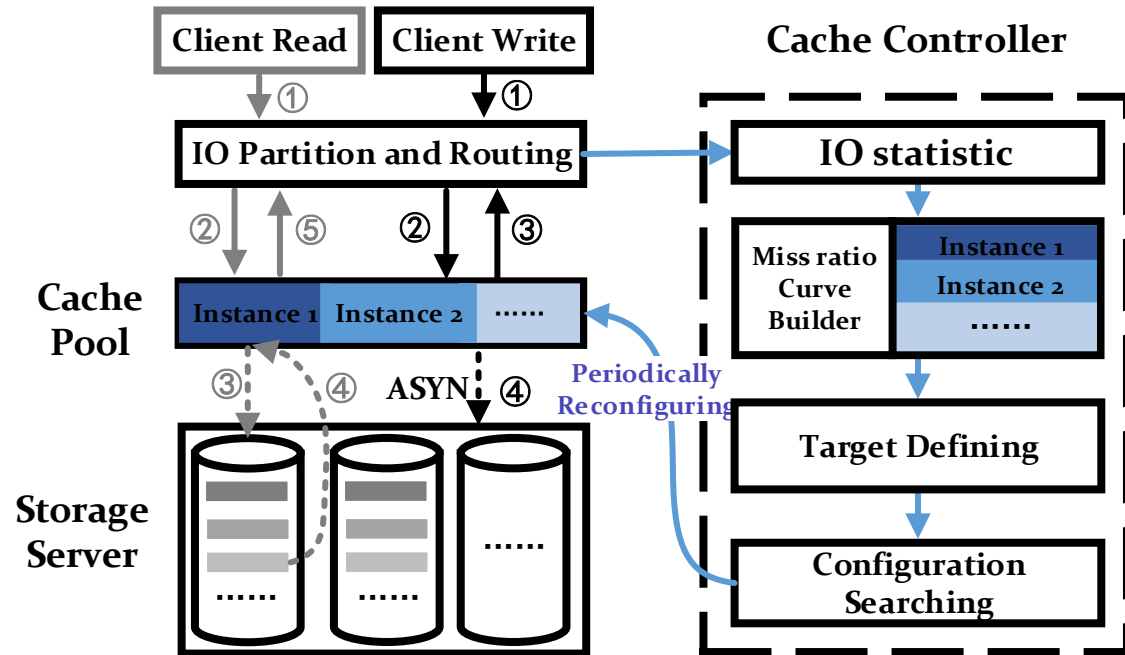 Client Read
Client Write
Cache Controller
①
①
IO Partition and Routing
IO statistic
②
⑤
②
③
Miss ratio
Curve
Builder
Instance 1
Instance 2
......
Cache
Pool
Instance 1
Instance 2
......
③
④
ASYN
④
Periodically
Reconfiguring
Target Defining
Storage
Server
......
......
......
Configuration
Searching